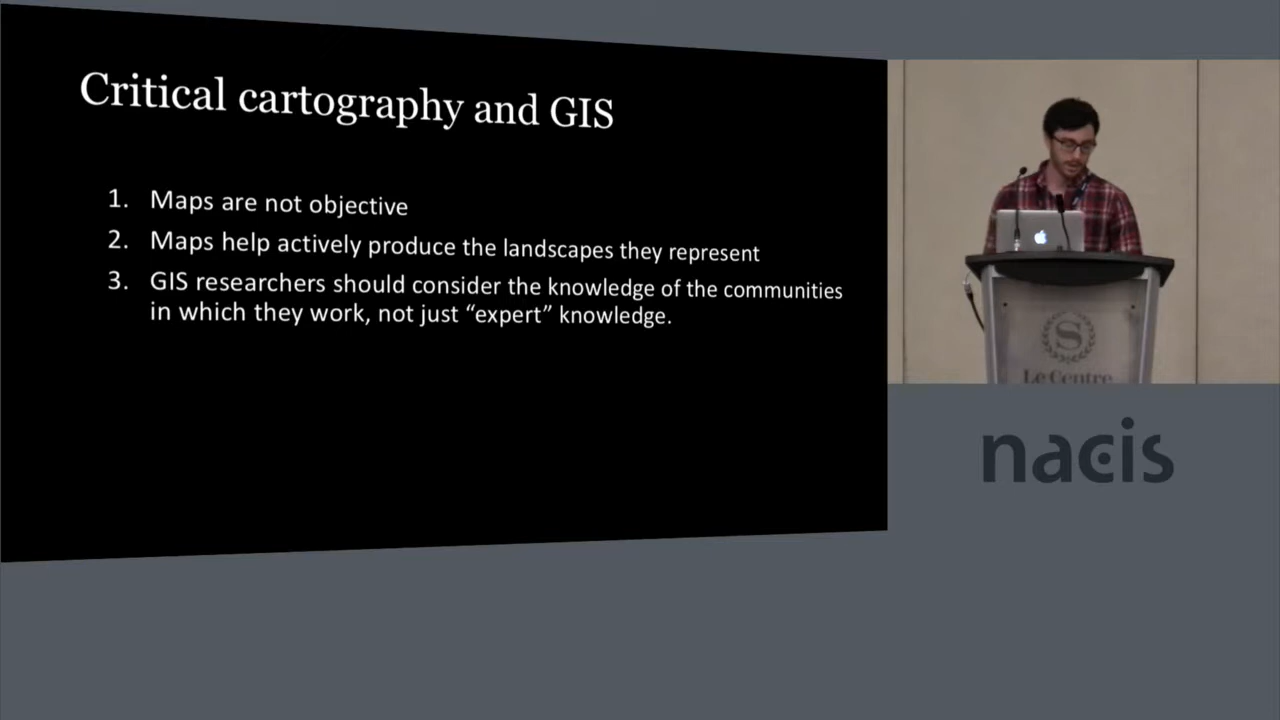 Critical cartography and GIS
1. Maps are not objective
2. Maps help actively produce the landscapes they represent
3. GIS researchers should consider the knowledge of the communities
in which they work, not just “expert” knowledge.
S
Le Centre
nacis